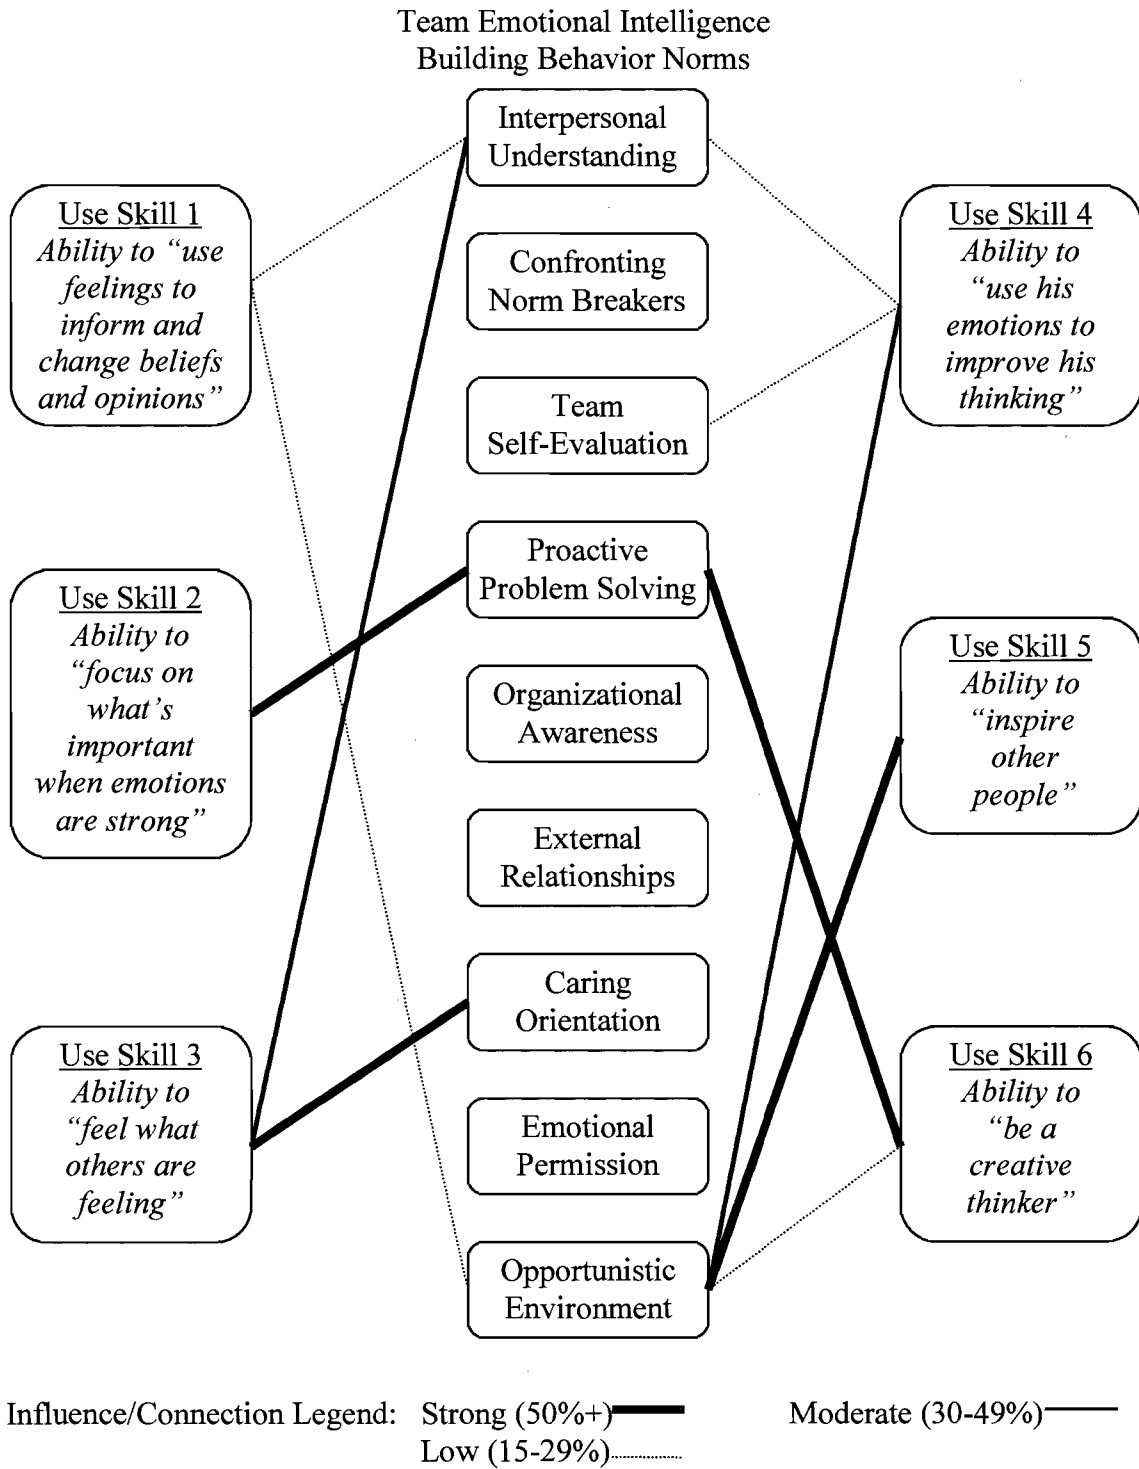 Team Emotional Intelligence
Building Behavior Norms
Interpersonal
Understanding
Use Skill 1
Ability to “use
feelings to
inform and
change beliefs
and opinions”
Confronting
Norm Breakers
Use Skill 4
Ability to
“use his
emotions to
improve his
thinking”
Team
Self-Evaluation
Proactive
Problem Solving
Use Skill 2
Ability to
“focus on
what’s
important
when emotions
are strong”
Use Skill 5
Ability to
“inspire
other
people”
Organizational
Awareness
External
Relationships
Caring
Orientation
Use Skill 3
Ability to
“feel what
others are
feeling”
Use Skill 6
Ability to
“be a
creative
thinker”
Emotional
Permission
Opportunistic
Environment
Influence/Connection Legend: Strong (50%+) Moderate (30-49%)
Low (15-29%)